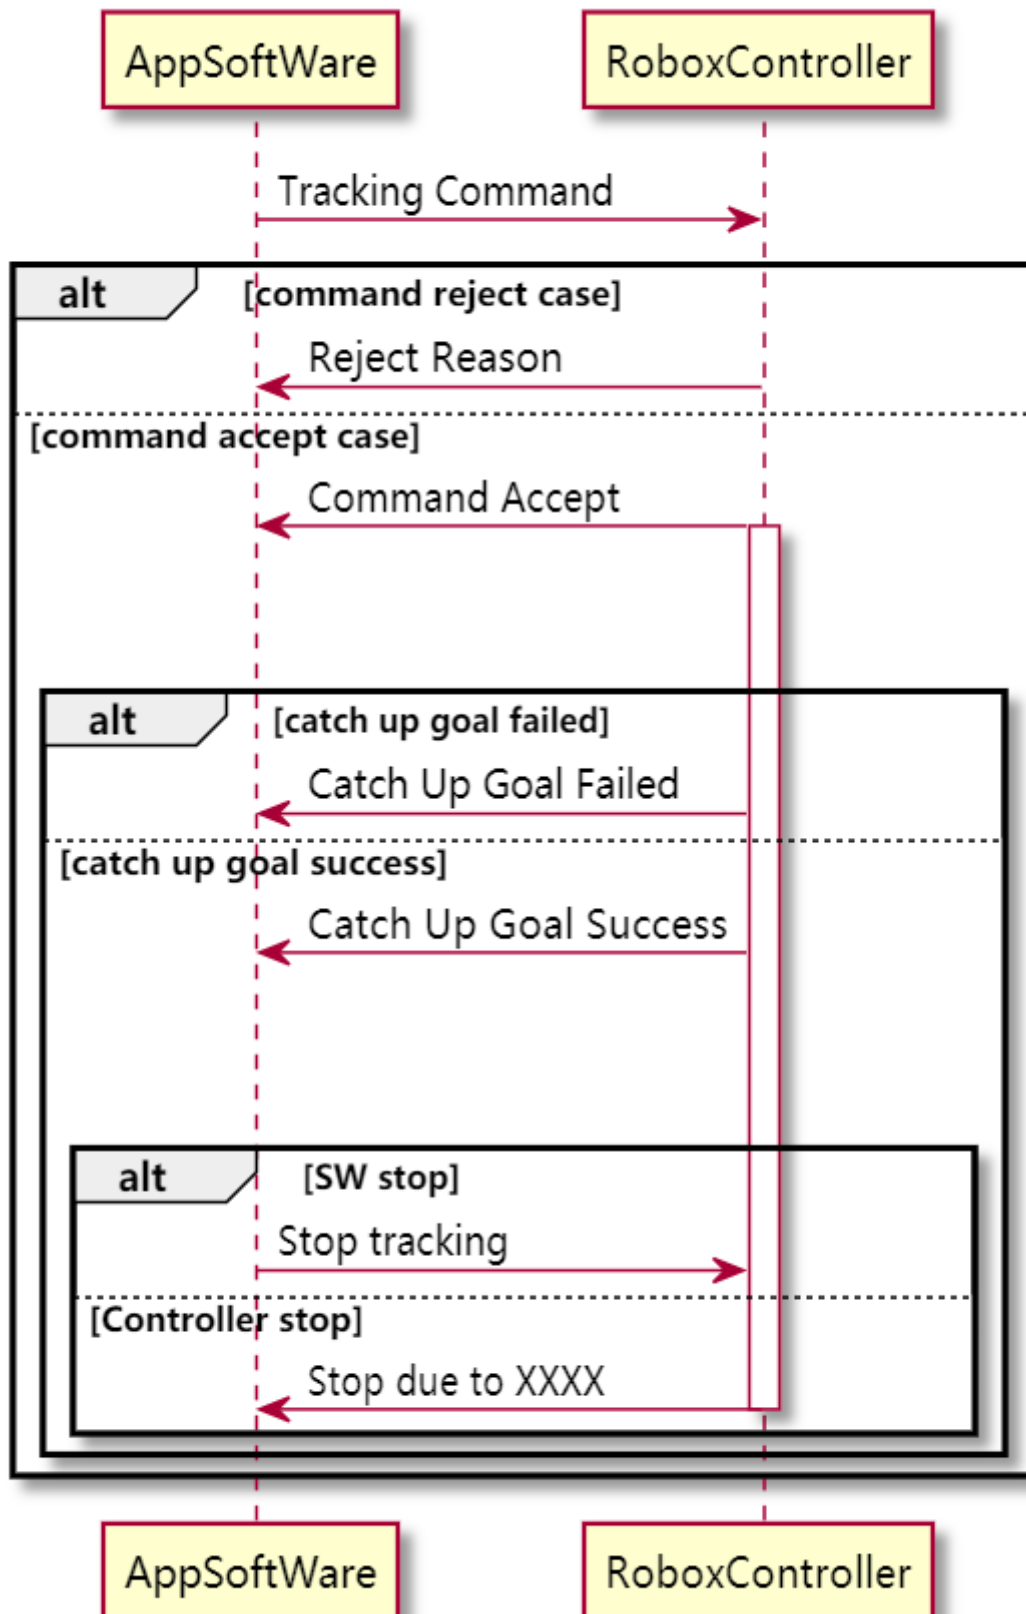 AppSoftWare
RoboxController
Tracking Command
alt
[command reject case]
Reject Reason
[command accept case]
Command Accept
alt
[catch up goal failed]
Catch Up Goal Failed
[catch up goal success]
Catch Up Goal Success
alt
[SW stop]
Stop tracking
[Controller stop]
Stop due to XXXX
AppSoftWare
RoboxController